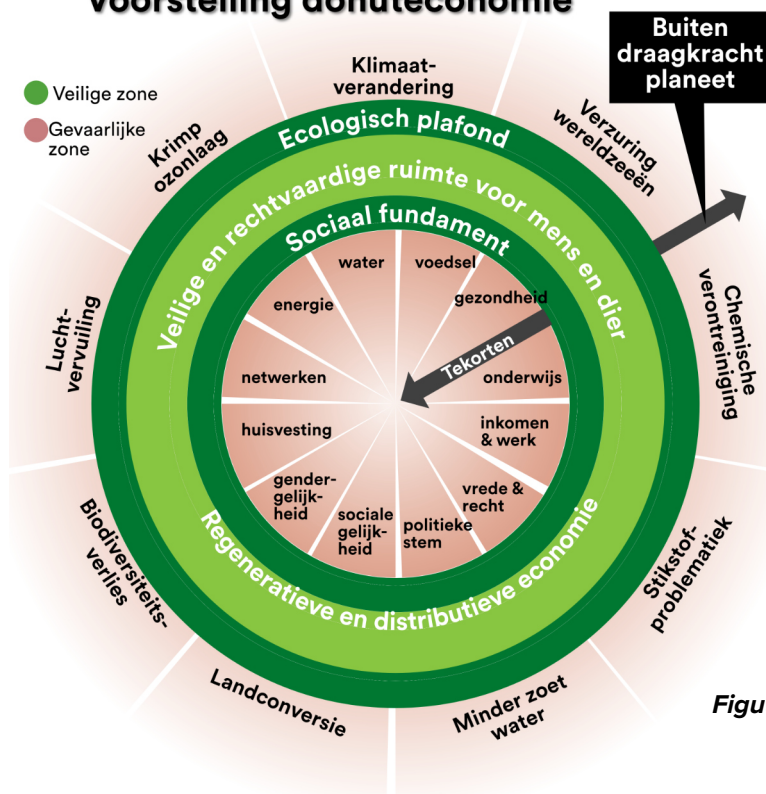 Voorstelling donuteconomie
Buiten
draagkracht
planeet
Veilige zone
Gevaarlijke
zone
Klimaat-
verandering
Verzuring
wereldzeeën
Chemische
verontreiniging
Stikstof-
problematiek
Minder zoet
water
Landconversie
Biodiversiteits-
verlies
Lucht-
vervuiling
Krimp
ozonlaag
Ecologisch plafond
Veilige en rechtvaardige ruimte voor mens en dier
Sociaal fundament
water
voedsel
energie
gezondheid
Tekorten
netwerken
onderwijs
huisvesting
inkomen
& werk
gender-
gelijk-
heid
vrede &
recht
sociale
gelijk-
heid
politieke
stem
Regeneratieve en distributieve economie
Figu